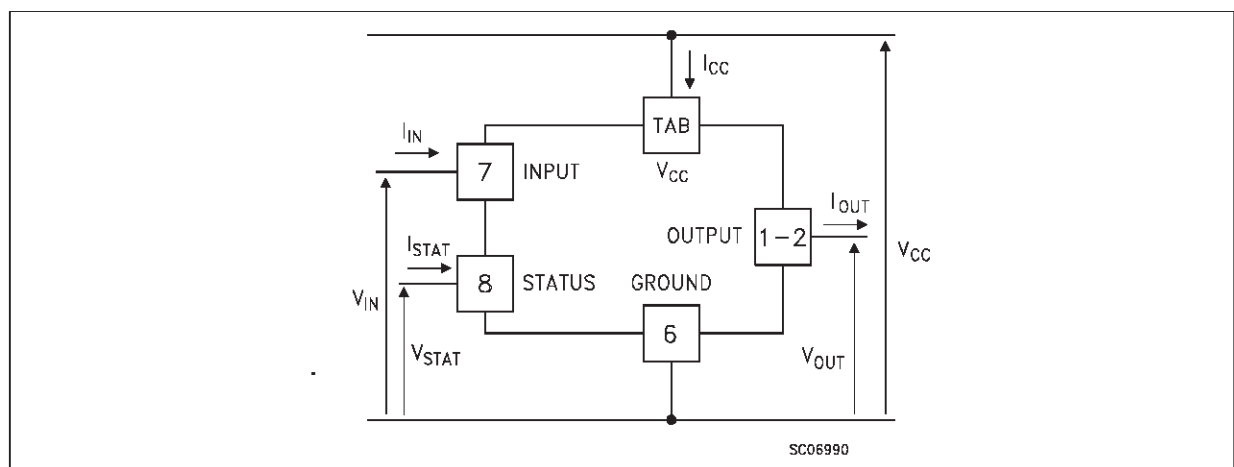 I_CC
TAB
V_CC
I_IN
7 INPUT
I_OUT
OUTPUT 1-2
V_CC
I_STAT
8 STATUS
GROUND
V_IN
6
V_STAT
V_OUT
SC06990